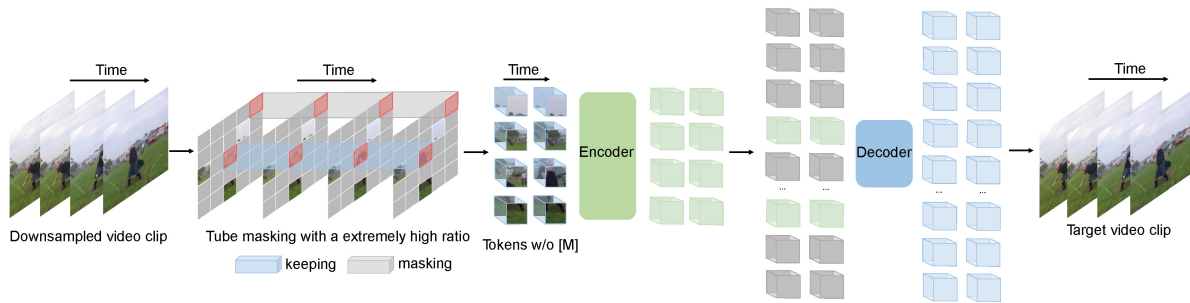 Time
Time
Time
Time
Encoder
Decoder
...
...
...
...
Downsampled video clip
Tube masking with a extremely high ratio
Tokens w/o [M]
Target video clip
keeping
masking